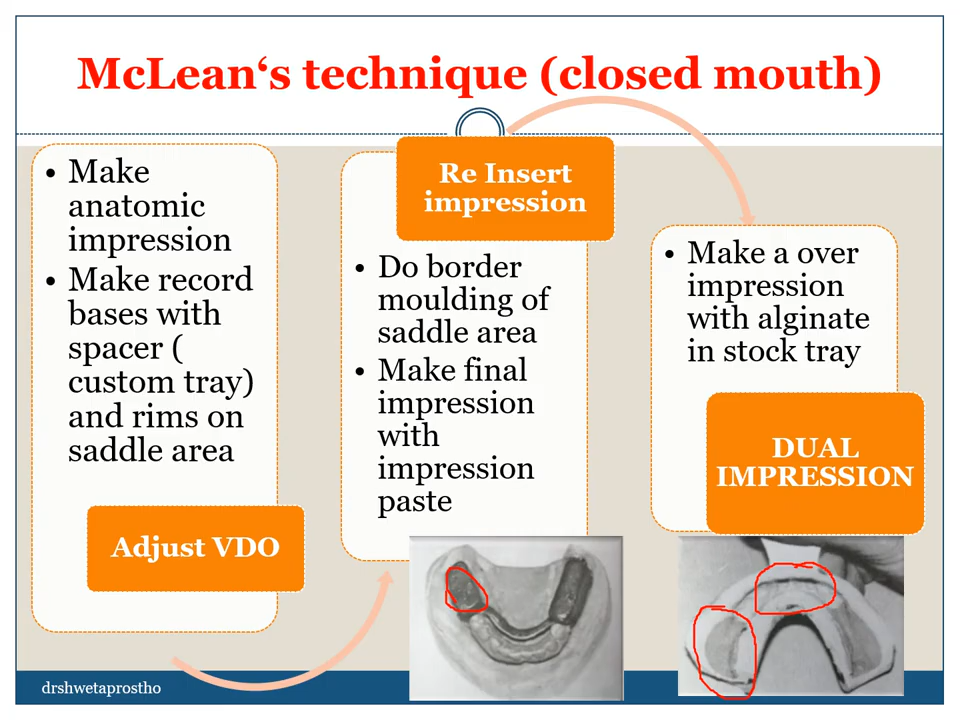 McLean‘s technique (closed mouth)
• Make
anatomic
impression
• Make record
bases with
spacer (
custom tray)
and rims on
saddle area
Adjust VDO
Re Insert
impression
• Do border
moulding of
saddle area
• Make final
impression
with
impression
paste
• Make a over
impression
with alginate
in stock tray
DUAL
IMPRESSION
drshwetaprostho